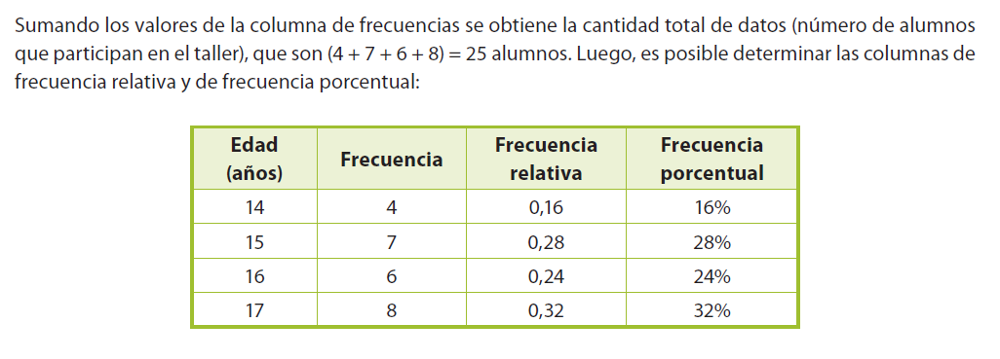 Sumando los valores de la columna de frecuencias se obtiene la cantidad total de datos (número de alumnos
que participan en el taller), que son (4 + 7 + 6 + 8) = 25 alumnos. Luego, es posible determinar las columnas de
frecuencia relativa y de frecuencia porcentual:
Edad (años) Frecuencia Frecuencia relativa Frecuencia porcentual
14 4 0,16 16%
15 7 0,28 28%
16 6 0,24 24%
17 8 0,32 32%